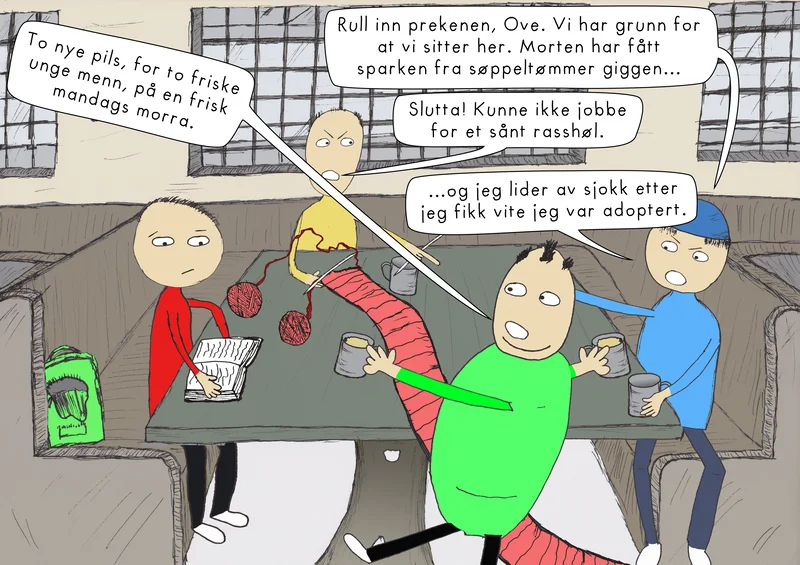 To nye pils, for to friske
unge menn, på en frisk
mandags morra.
Rull inn prekenen, Ove. Vi har grunn for
at vi sitter her. Morten har fått
sparken fra søppeltømmer giggen...
Slutta! Kunne ikke jobbe
for et sånt rasshøl.
...og jeg lider av sjokk etter
jeg fikk vite jeg var adoptert.